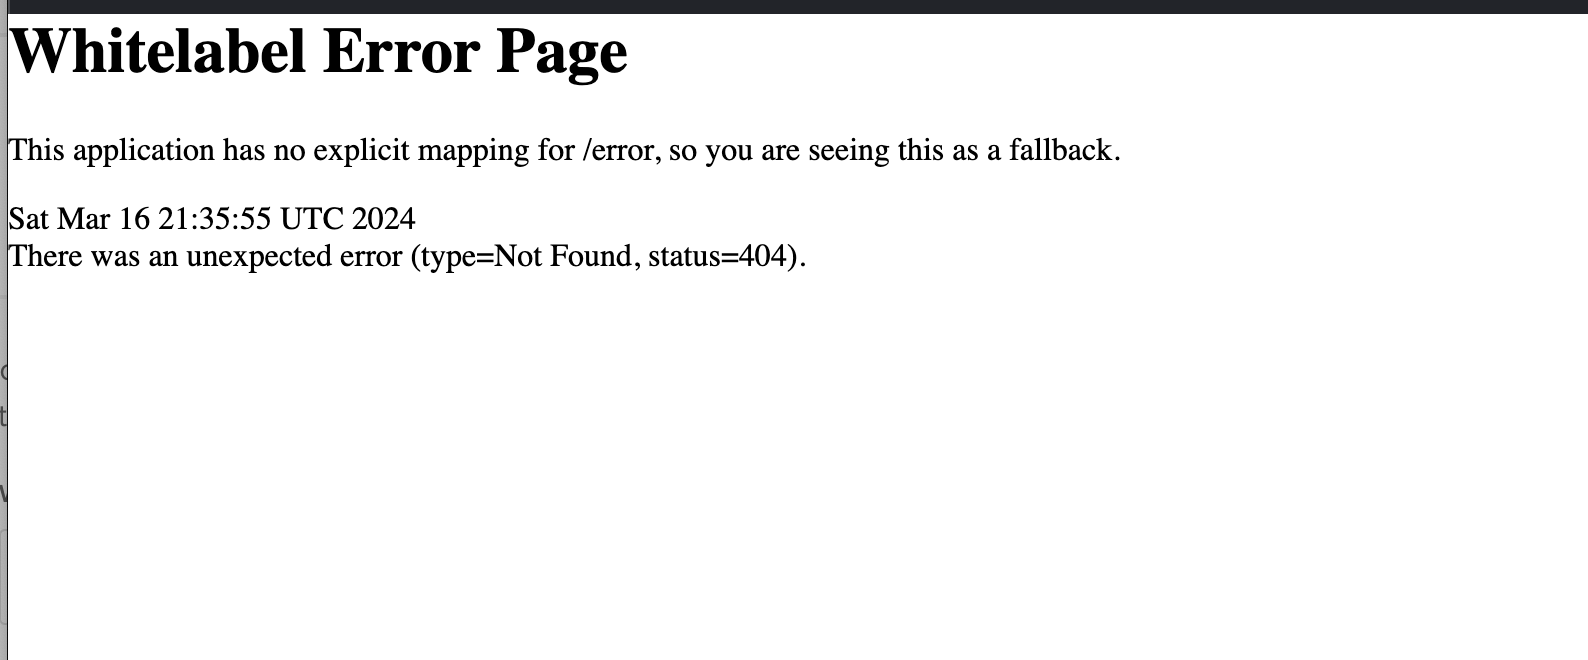 Whitelabel Error Page
This application has no explicit mapping for /error, so you are seeing this as a fallback.
Sat Mar 16 21:35:55 UTC 2024
There was an unexpected error (type=Not Found, status=404).